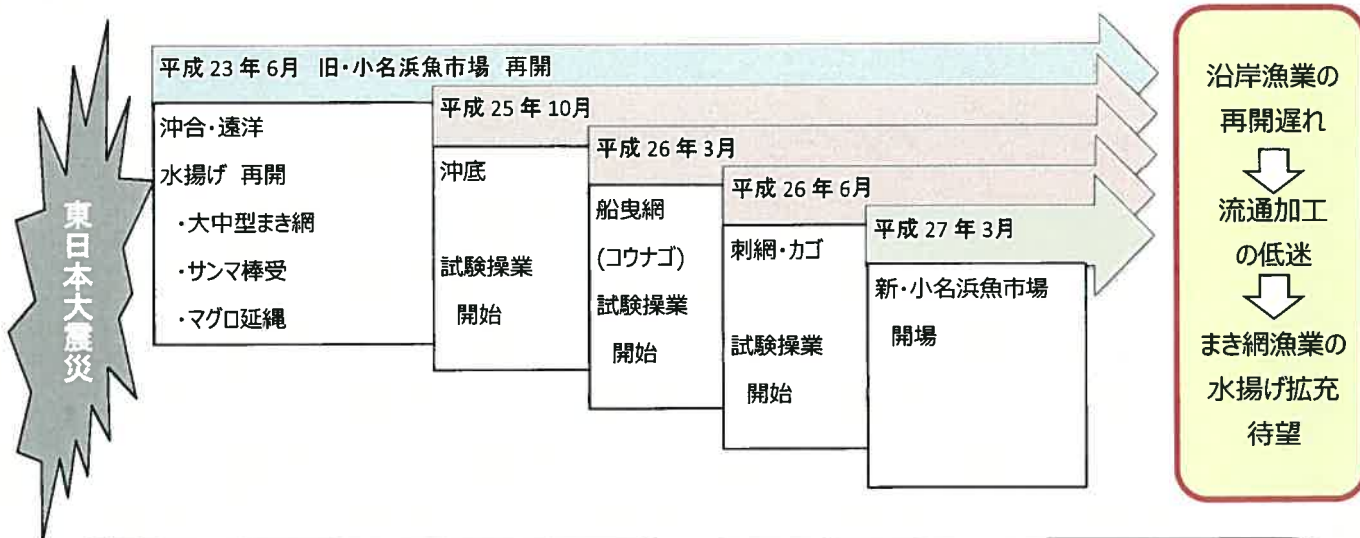 東日本大震災
平成23年6月 旧・小名浜魚市場 再開
沖合・遠洋
水揚げ 再開
・大中型まき網
・サンマ棒受
・マグロ延縄
平成25年10月
沖底
試験操業
開始
平成26年3月
船曳網
(コウナゴ)
試験操業
開始
平成26年6月
刺網・カゴ
試験操業
開始
平成27年3月
新・小名浜魚市場
開場
沿岸漁業の
再開遅れ
流通加工
の低迷
まき網漁業の
水揚げ拡充
待望